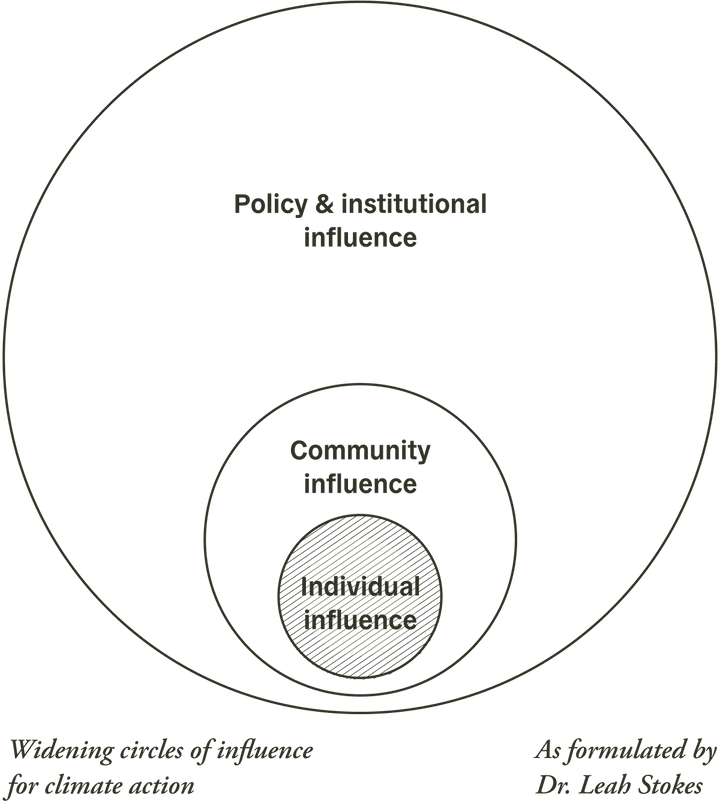 Policy & institutional
influence
Community
influence
Individual
influence
Widening circles of influence
for climate action
As formulated by
Dr. Leah Stokes